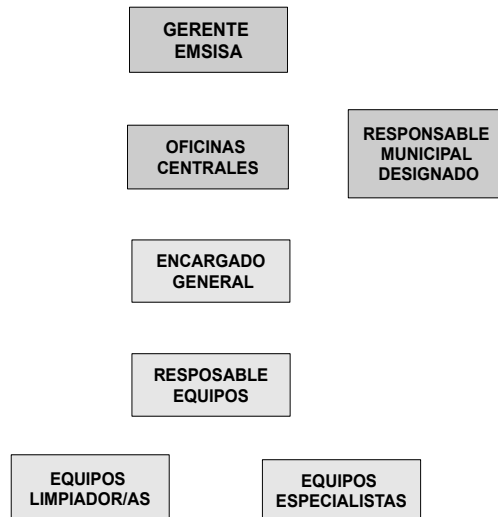 GERENTE
EMSISA
OFICINAS
CENTRALES
RESPONSABLE
MUNICIPAL
DESIGNADO
ENCARGADO
GENERAL
RESPOSABLE
EQUIPOS
EQUIPOS
LIMPIADOR/AS
EQUIPOS
ESPECIALISTAS